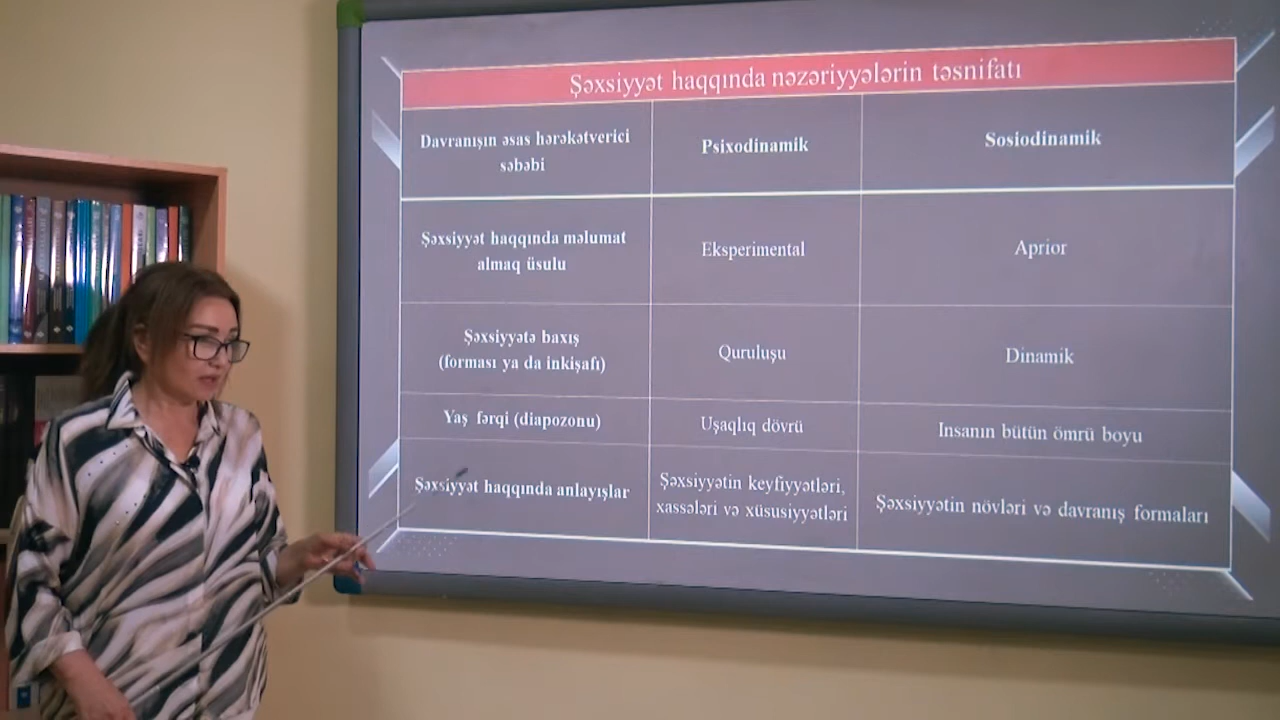 Şəxsiyyət haqqında nəzəriyyələrin təsnifatı
Davranışın əsas hərəkətverici
səbəbi
Psixodinamik
Sosiodinamik
Şəxsiyyət haqqında məlumat
almaq üsulu
Eksperimental
Aprior
Şəxsiyyətə baxış
(forması ya da inkişafı)
Quruluşu
Dinamik
Yaş fərqi (diapozonu)
Uşaqlıq dövrü
Insanın bütün ömrü boyu
Şəxsiyyət haqqında anlayışlar
Şəxsiyyətin keyfiyyətləri,
xassələri və xüsusiyyətləri
Şəxsiyyətin növləri və davranış formaları